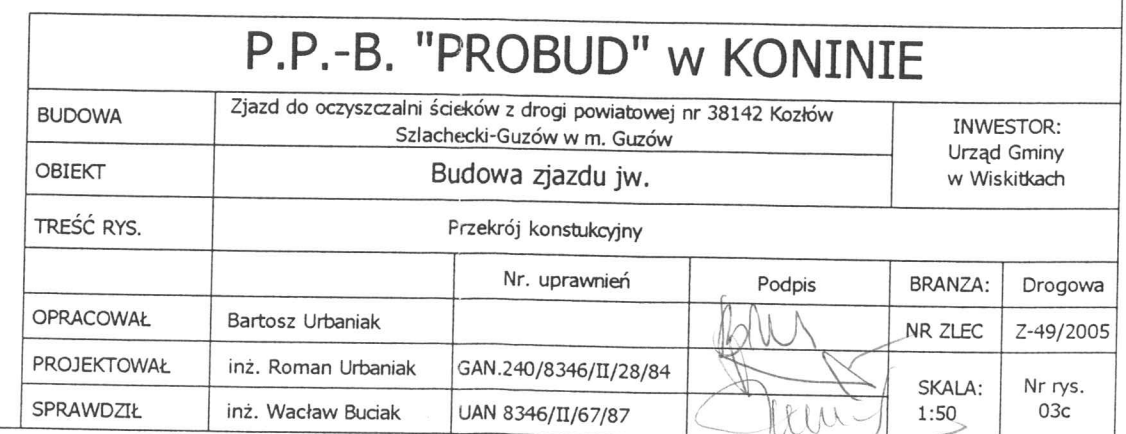 P.P.-B. "PROBUD" w KONINIE
BUDOWA
Zjazd do oczyszczalni ścieków z drogi powiatowej nr 38142 Kozłów
Szlachecki-Guzów w m. Guzów
INWESTOR:
Urząd Gminy
w Wiskitkach
OBIEKT
Budowa zjazdu jw.
TREŚĆ RYS.
Przekrój konstukcyjny
Nr. uprawnień
Podpis
BRANZA:
Drogowa
OPRACOWAŁ
Bartosz Urbaniak
NR ZLEC
Z-49/2005
PROJEKTOWAŁ
inż. Roman Urbaniak
GAN.240/8346/II/28/84
SKALA:
1:50
Nr rys.
03c
SPRAWDZIŁ
inż. Wacław Buciak
UAN 8346/II/67/87